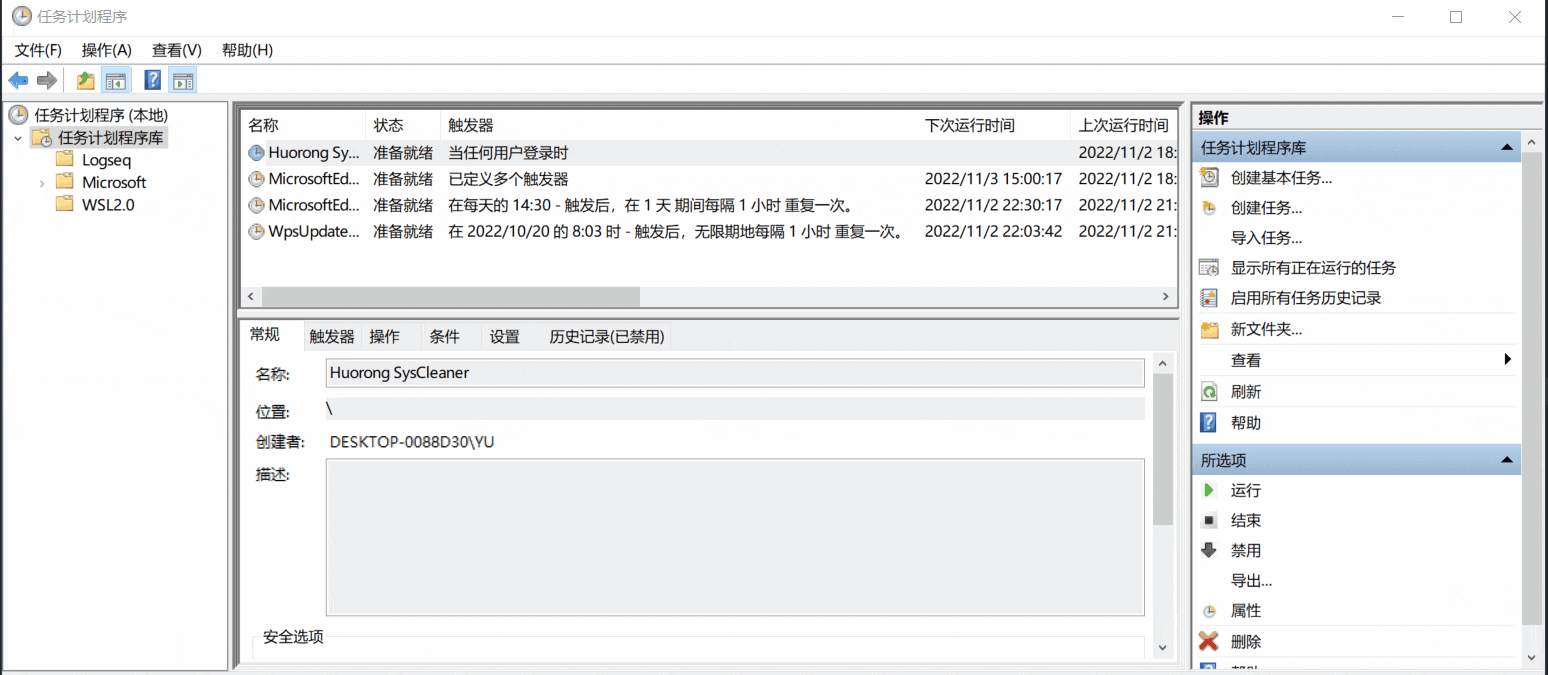 任务计划程序
文件(F) 操作(A) 查看(V) 帮助(H)
任务计划程序 (本地)
任务计划程序库
Logseq
Microsoft
WSL2.0
名称 状态 触发器 下次运行时间 上次运行时间
Huorong Sy... 准备就绪 当任何用户登录时 2022/11/2 18:
MicrosoftEd... 准备就绪 已定义多个触发器 2022/11/3 15:00:17 2022/11/2 18:
MicrosoftEd... 准备就绪 在每天的 14:30 - 触发后，在 1 天 期间每隔 1 小时 重复一次。 2022/11/2 22:30:17 2022/11/2 21:
WpsUpdate... 准备就绪 在 2022/10/20 的 8:03 时 - 触发后，无限期地每隔 1 小时 重复一次。 2022/11/2 22:03:42 2022/11/2 21:
常规 触发器 操作 条件 设置 历史记录(已禁用)
名称: Huorong SysCleaner
位置: \
创建者: DESKTOP-0088D30\YU
描述:
安全选项
操作
任务计划程序库
创建基本任务...
创建任务...
导入任务...
显示所有正在运行的任务
启用所有任务历史记录
新文件夹...
查看
刷新
帮助
所选项
运行
结束
禁用
导出...
属性
删除